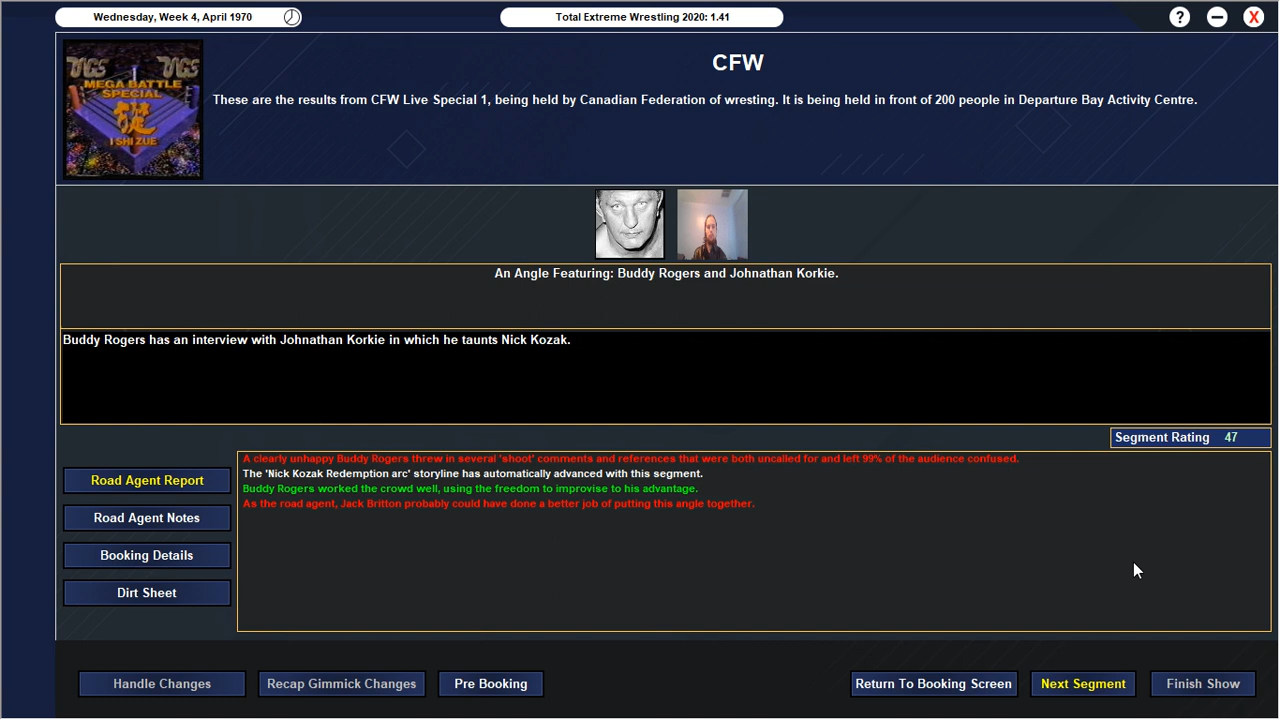 Wednesday, Week 4, April 1970
Total Extreme Wrestling 2020: 1.41
?
X
CFW
UGS UGS
MEGA BATTLE
SPECIAL
礎
ISHIZUE
These are the results from CFW Live Special 1, being held by Canadian Federation of wresting. It is being held in front of 200 people in Departure Bay Activity Centre.
An Angle Featuring: Buddy Rogers and Johnathan Korkie.
Buddy Rogers has an interview with Johnathan Korkie in which he taunts Nick Kozak.
Segment Rating 47
A clearly unhappy Buddy Rogers threw in several 'shoot' comments and references that were both uncalled for and left 99% of the audience confused.
The 'Nick Kozak Redemption arc' storyline has automatically advanced with this segment.
Buddy Rogers worked the crowd well, using the freedom to improvise to his advantage.
As the road agent, Jack Britton probably could have done a better job of putting this angle together.
Road Agent Report
Road Agent Notes
Booking Details
Dirt Sheet
Handle Changes
Recap Gimmick Changes
Pre Booking
Return To Booking Screen
Next Segment
Finish Show